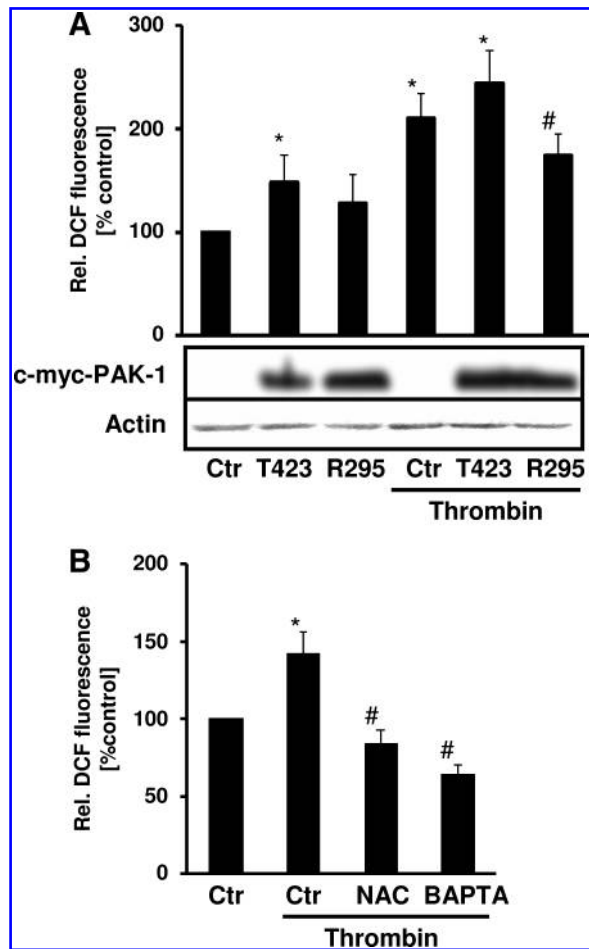 A
300
200
100
0
Rel. DCF fluorescence
[% control]
*
*
*
#
c-myc-PAK-1
Actin
Ctr T423 R295 Ctr T423 R295
Thrombin
B
200
150
100
50
0
Rel. DCF fluorescence
[%control]
*
#
#
Ctr Ctr NAC BAPTA
Thrombin